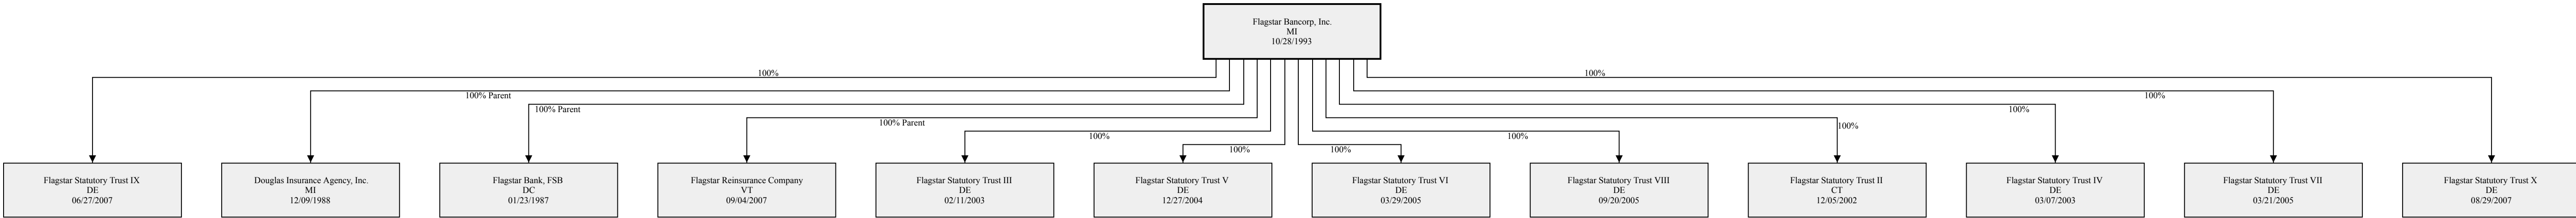 Flagstar Bancorp, Inc.
MI
10/28/1993
100%
100%
100% Parent
100%
100% Parent
100%
100% Parent
100%
100%
100%
100%
100%
Flagstar Statutory Trust IX
DE
06/27/2007
Douglas Insurance Agency, Inc.
MI
12/09/1988
Flagstar Bank, FSB
DC
01/23/1987
Flagstar Reinsurance Company
VT
09/04/2007
Flagstar Statutory Trust III
DE
02/11/2003
Flagstar Statutory Trust V
DE
12/27/2004
Flagstar Statutory Trust VI
DE
03/29/2005
Flagstar Statutory Trust VIII
DE
09/20/2005
Flagstar Statutory Trust II
CT
12/05/2002
Flagstar Statutory Trust IV
DE
03/07/2003
Flagstar Statutory Trust VII
DE
03/21/2005
Flagstar Statutory Trust X
DE
08/29/2007